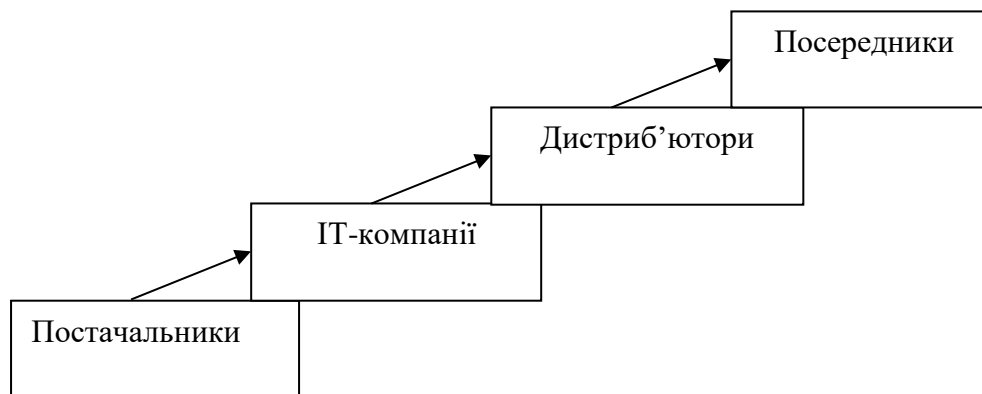 Посередники
Дистриб’ютори
ІТ-компанії
Постачальники